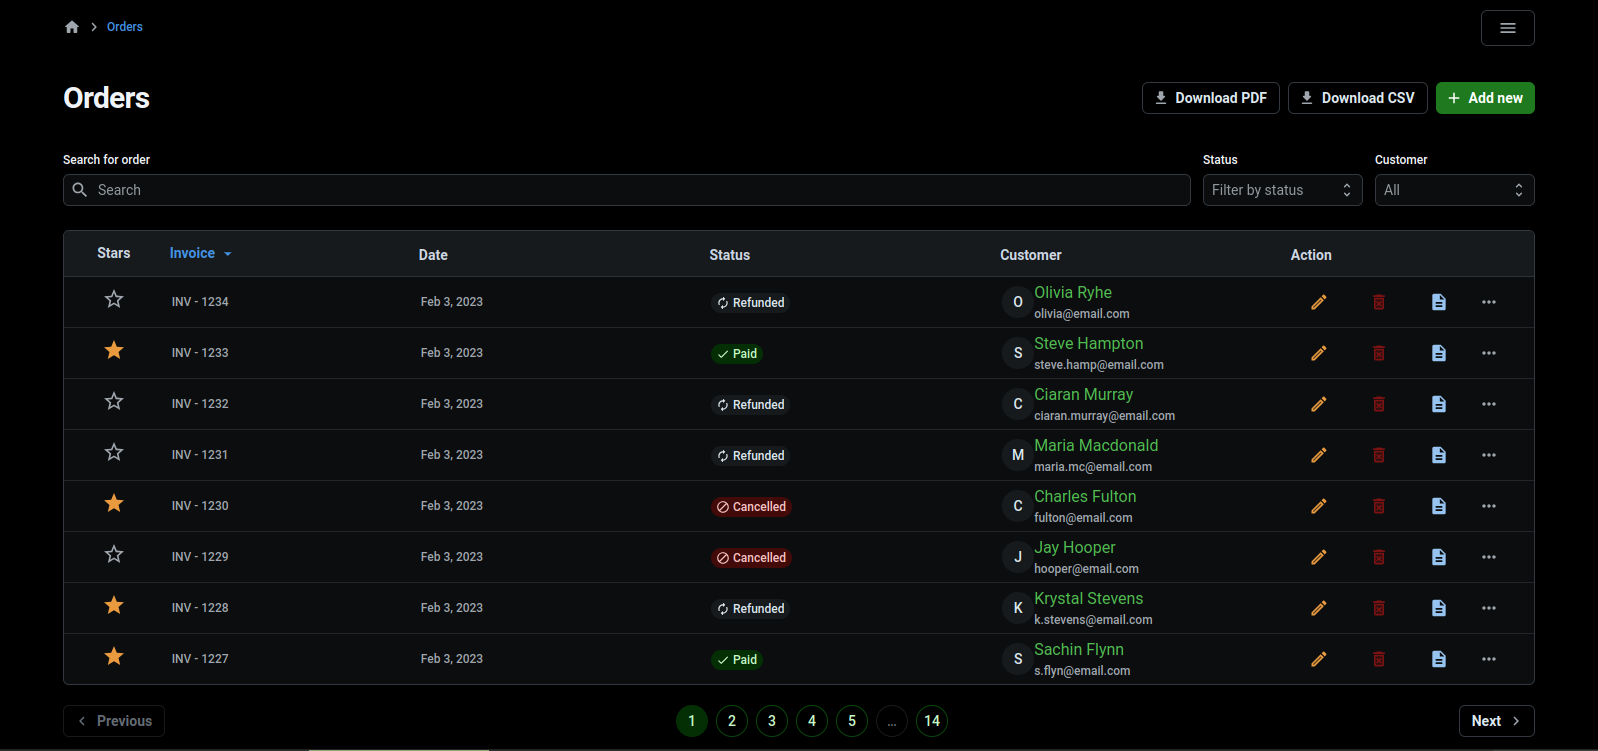 Orders
Orders
Download PDF Download CSV Add new
Search for order Status Customer
Search Filter by status All
Stars Invoice Date Status Customer Action
INV - 1234 Feb 3, 2023 Refunded O Olivia Ryhe
olivia@email.com
INV - 1233 Feb 3, 2023 Paid S Steve Hampton
steve.hamp@email.com
INV - 1232 Feb 3, 2023 Refunded C Ciaran Murray
ciaran.murray@email.com
INV - 1231 Feb 3, 2023 Refunded M Maria Macdonald
maria.mc@email.com
INV - 1230 Feb 3, 2023 Cancelled C Charles Fulton
fulton@email.com
INV - 1229 Feb 3, 2023 Cancelled J Jay Hooper
hooper@email.com
INV - 1228 Feb 3, 2023 Refunded K Krystal Stevens
k.stevens@email.com
INV - 1227 Feb 3, 2023 Paid S Sachin Flynn
s.flyn@email.com
Previous 1 2 3 4 5 … 14 Next